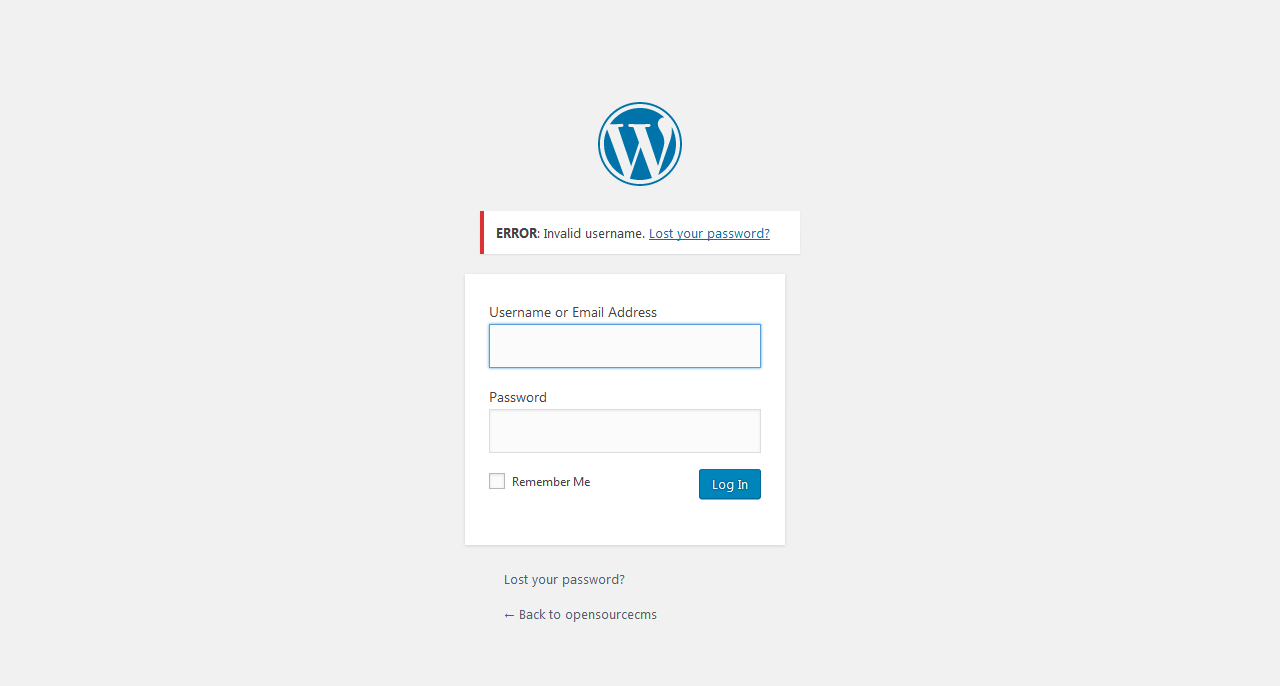 ERROR: Invalid username. Lost your password?
Username or Email Address
Password
Remember Me
Log In
Lost your password?
← Back to opensourcecms